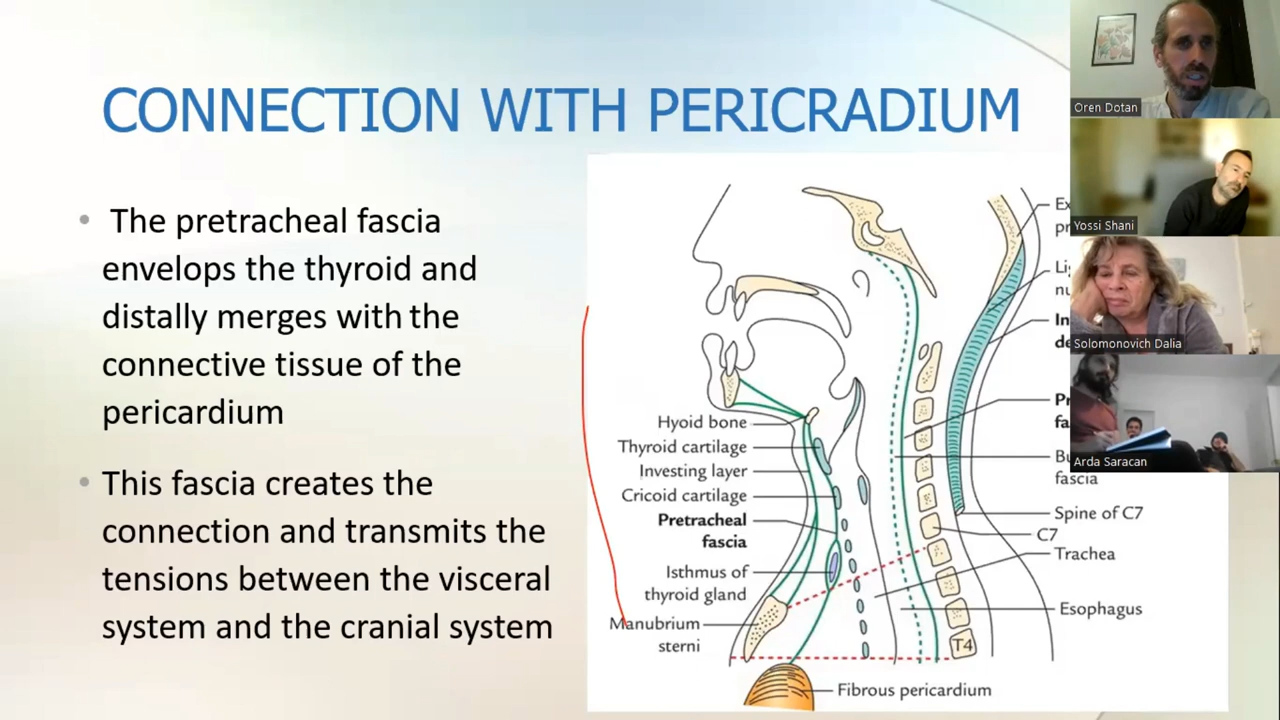 CONNECTION WITH PERICRADIUM
• The pretracheal fascia
envelops the thyroid and
distally merges with the
connective tissue of the
pericardium
• This fascia creates the
connection and transmits the
tensions between the visceral
system and the cranial system
Hyoid bone
Thyroid cartilage
Investing layer
Cricoid cartilage
Pretracheal
fascia
Isthmus of
thyroid gland
Manubrium
sterni
fascia
Spine of C7
C7
Trachea
Esophagus
T4
Fibrous pericardium
Oren Dotan
Yossi Shani
Solomonovich Dalia
Arda Saracan